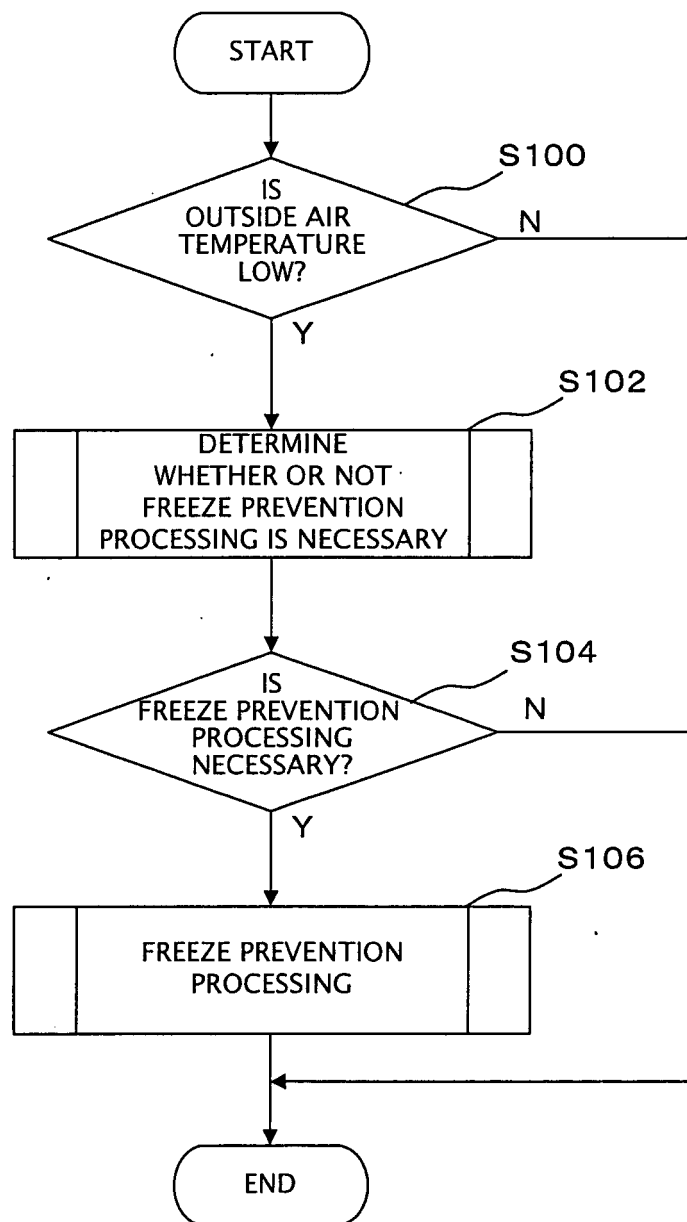 START
S100
IS
OUTSIDE AIR
TEMPERATURE
LOW?
N
Y
S102
DETERMINE
WHETHER OR NOT
FREEZE PREVENTION
PROCESSING IS NECESSARY
S104
IS
FREEZE PREVENTION
PROCESSING
NECESSARY?
N
Y
S106
FREEZE PREVENTION
PROCESSING
END